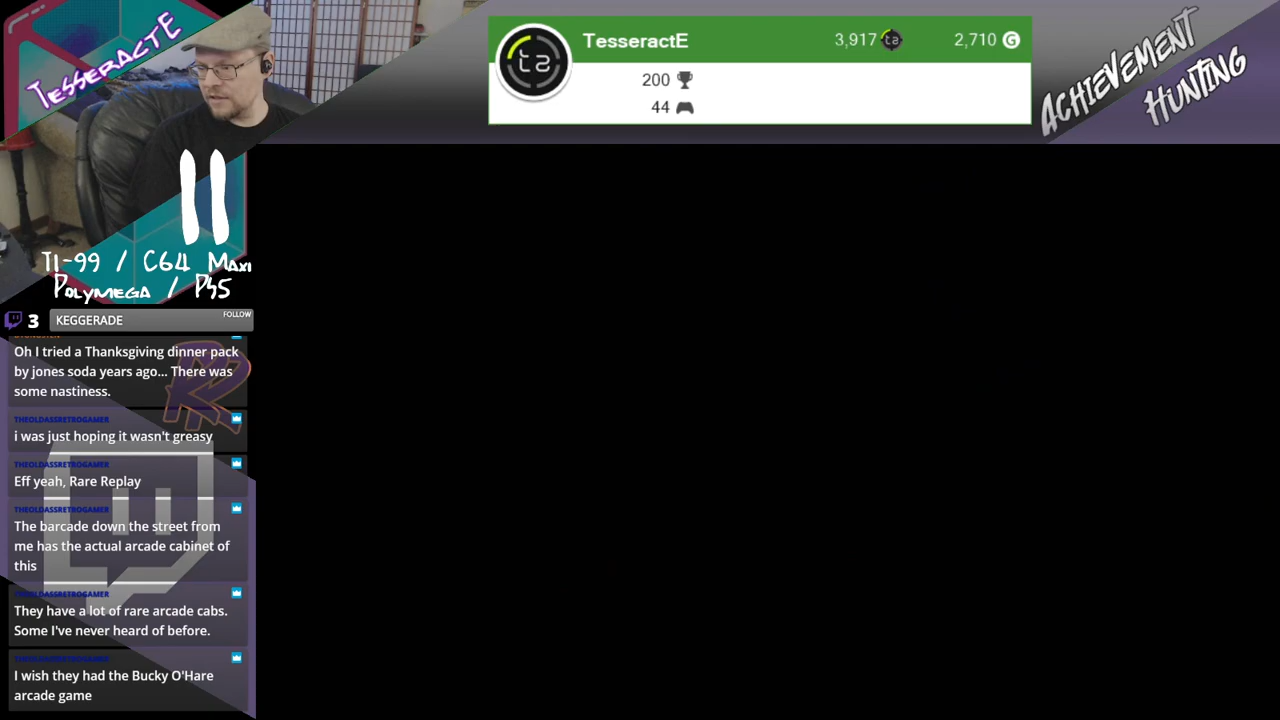 TESSERACTE
TesseractE
3,917
2,710 G
200
44
ACHIEVEMENT
HUNTING
TI-99 / C64 MAXI
POLYMEGA / PS5
3
KEGGERADE
FOLLOW
Oh I tried a Thanksgiving dinner pack
by jones soda years ago... There was
some nastiness.
THEOLDASSRETROGAMER
i was just hoping it wasn't greasy
THEOLDASSRETROGAMER
Eff yeah, Rare Replay
THEOLDASSRETROGAMER
The barcade down the street from
me has the actual arcade cabinet of
this
THEOLDASSRETROGAMER
They have a lot of rare arcade cabs.
Some I've never heard of before.
THEOLDASSRETROGAMER
I wish they had the Bucky O'Hare
arcade game